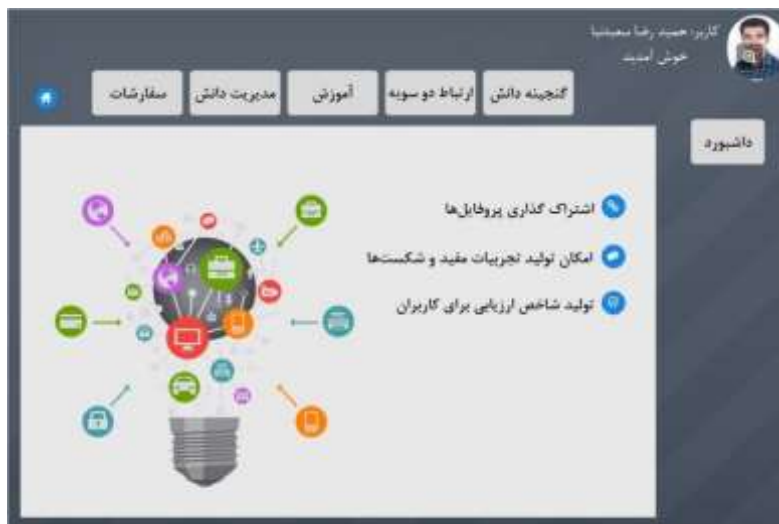 کاربر: حمید رضا سعیدنیا
خوش آمدید
گنجینه دانش
ارتباط دو سویه
آموزش
مدیریت دانش
سفارشات
داشبورد
اشتراک گذاری پروفایل‌ها
امکان تولید تجربیات مفید و شکست‌ها
تولید شاخص ارزیابی برای کاربران